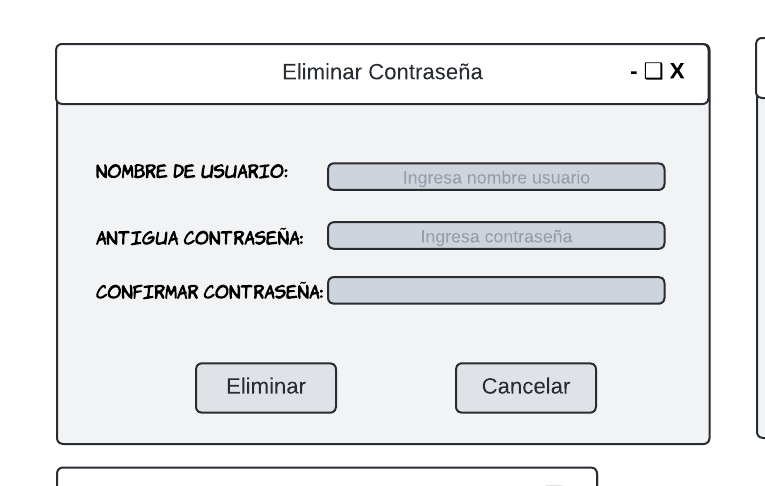 Eliminar Contraseña
- ❑ X
NOMBRE DE USUARIO:
Ingresa nombre usuario
ANTIGUA CONTRASEÑA:
Ingresa contraseña
CONFIRMAR CONTRASEÑA:
Eliminar
Cancelar